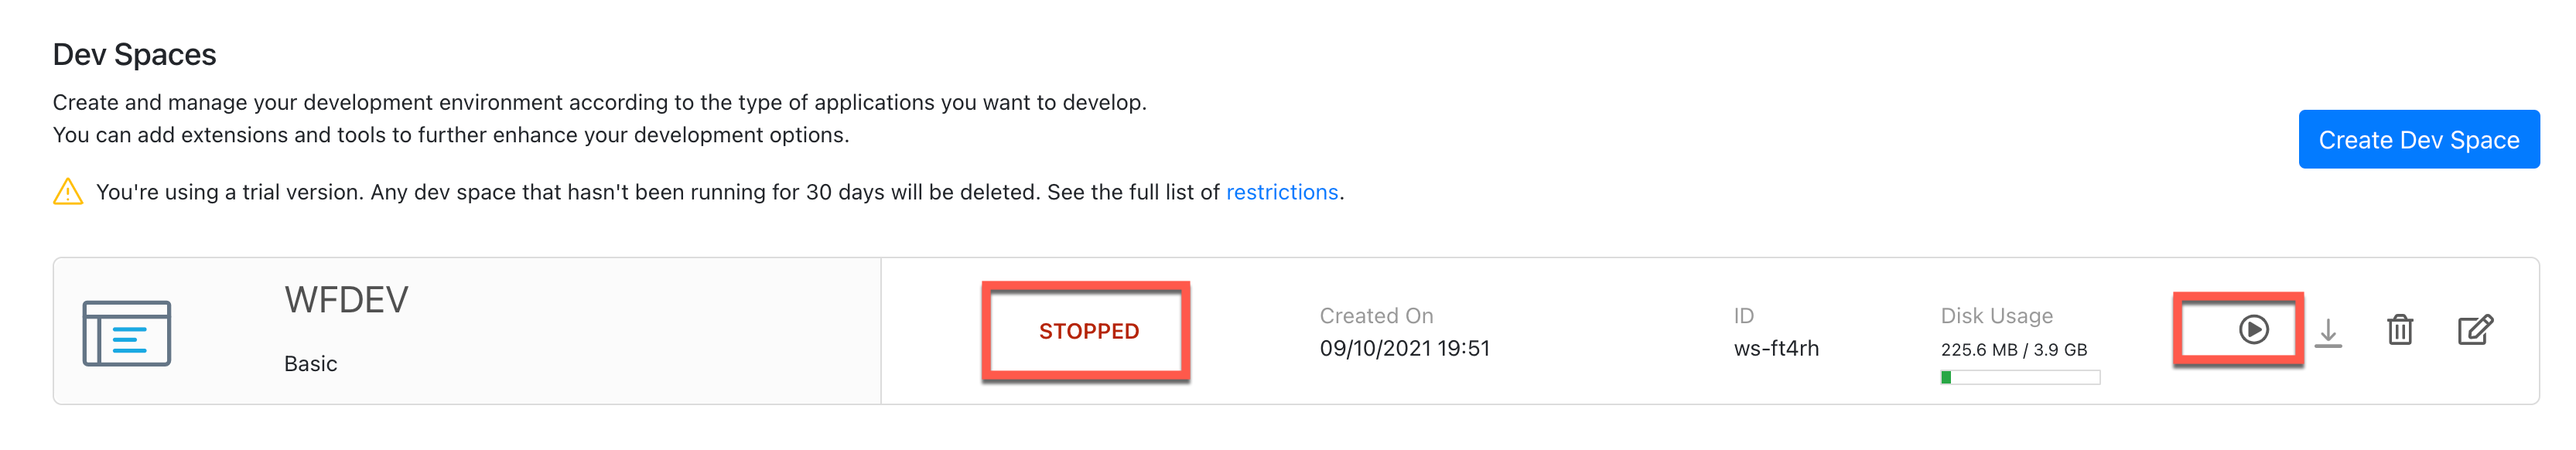 Dev Spaces
Create and manage your development environment according to the type of applications you want to develop.
You can add extensions and tools to further enhance your development options.
Create Dev Space
You're using a trial version. Any dev space that hasn't been running for 30 days will be deleted. See the full list of restrictions.
WFDEV
Basic
STOPPED
Created On
09/10/2021 19:51
ID
ws-ft4rh
Disk Usage
225.6 MB / 3.9 GB